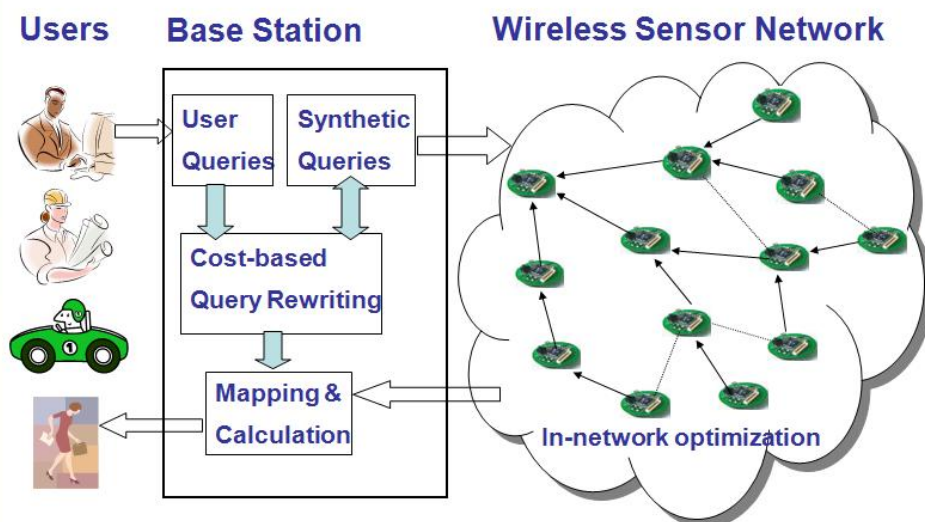 Users
Base Station
Wireless Sensor Network
User
Queries
Synthetic
Queries
Cost-based
Query Rewriting
Mapping &
Calculation
1
In-network optimization